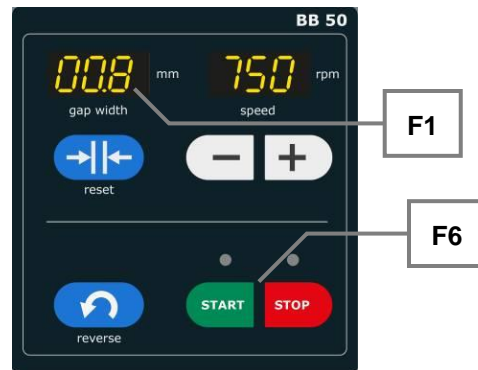 BB 50
00.8 mm 750 rpm
gap width speed
F1
− +
reset
F6
START STOP
reverse